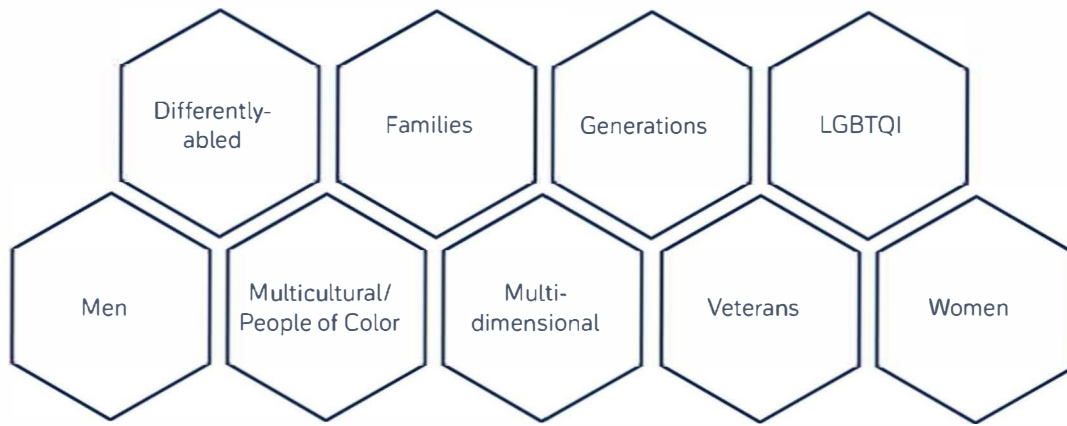 Differently-
abled
Families
Generations
LGBTQI
Men
Multicultural/
People of Color
Multi-
dimensional
Veterans
Women